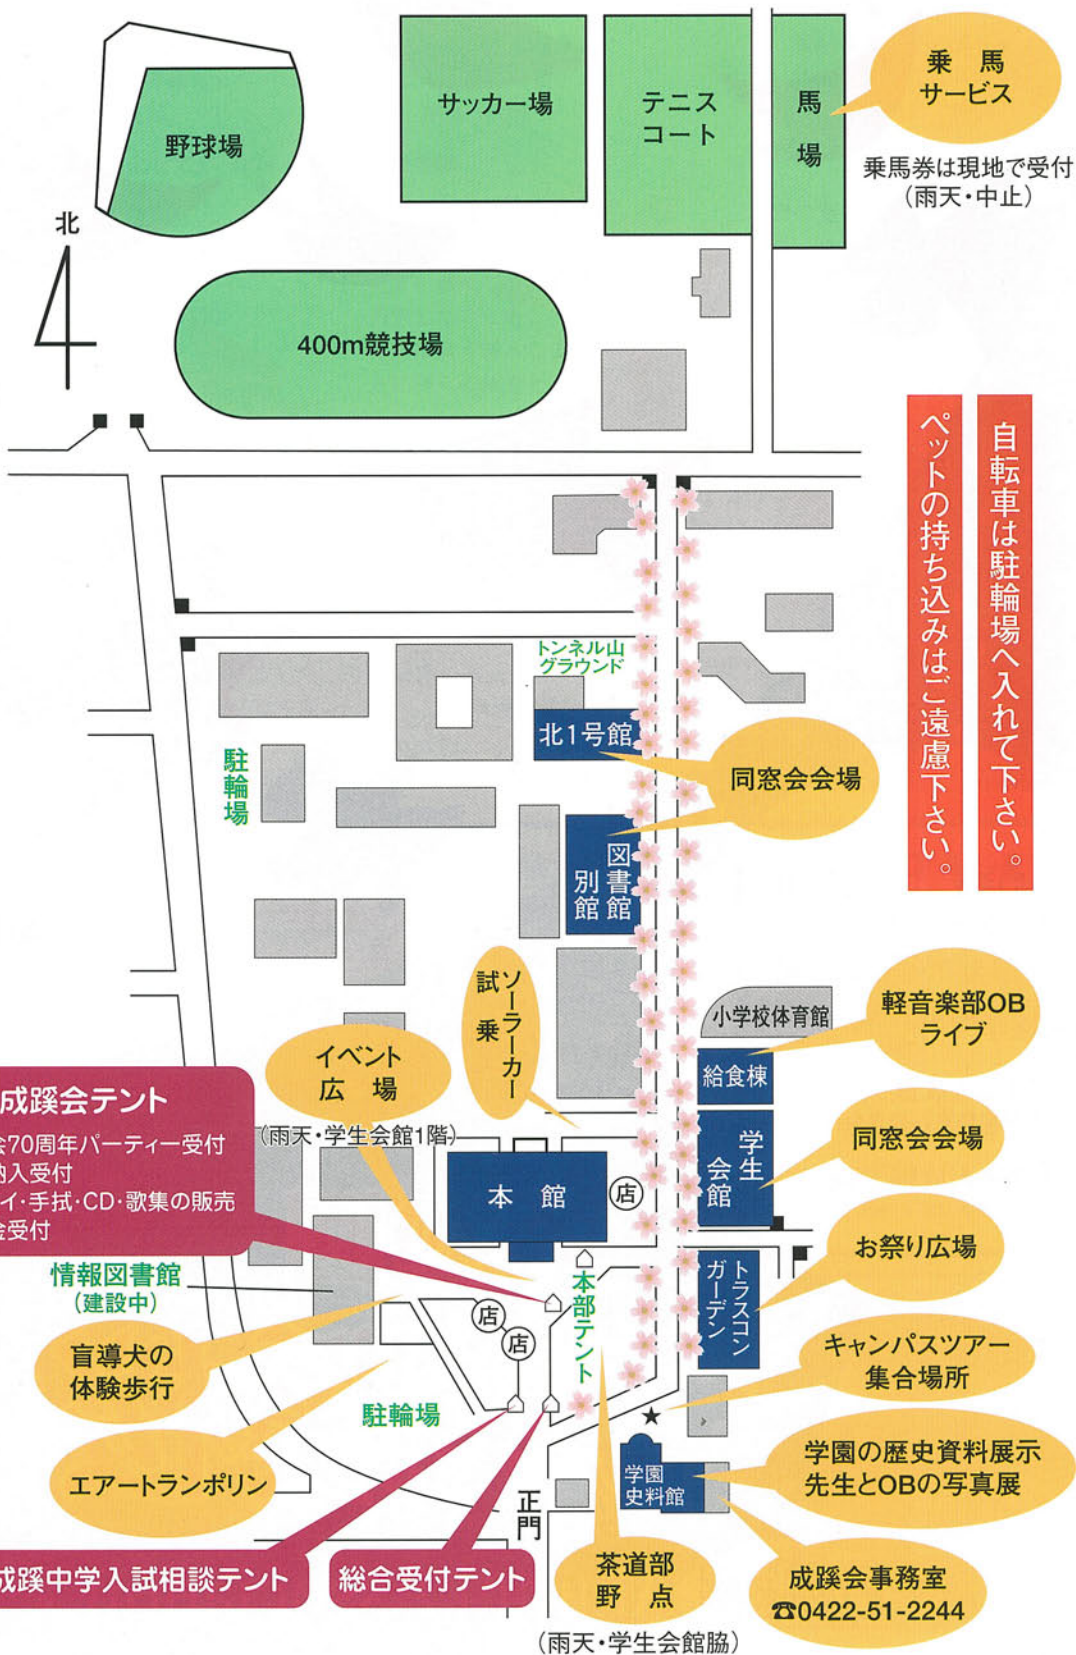 野球場
サッカー場
テニス
コート
馬
場
乗 馬
サービス
乗馬券は現地で受付
(雨天・中止)
北
400m競技場
自転車は駐輪場へ入れて下さい。
ペットの持ち込みはご遠慮下さい。
トンネル山
グラウンド
北1号館
同窓会会場
駐輪場
図書館
別館
ソーラーカー
試 乗
小学校体育館
軽音楽部OB
ライブ
給食棟
イベント
広 場
(雨天・学生会館1階)
学生
会館
同窓会会場
成蹊会テント
会70周年パーティー受付
納入受付
イ・手拭・CD・歌集の販売
金受付
本 館
店
お祭り広場
トラスコン
ガーデン
情報図書館
(建設中)
本部テント
店
店
盲導犬の
体験歩行
キャンパスツアー
集合場所
★
駐輪場
エアートランポリン
学園
史料館
学園の歴史資料展示
先生とOBの写真展
正門
成蹊中学入試相談テント
総合受付テント
茶道部
野 点
(雨天・学生会館脇)
成蹊会事務室
☎0422-51-2244